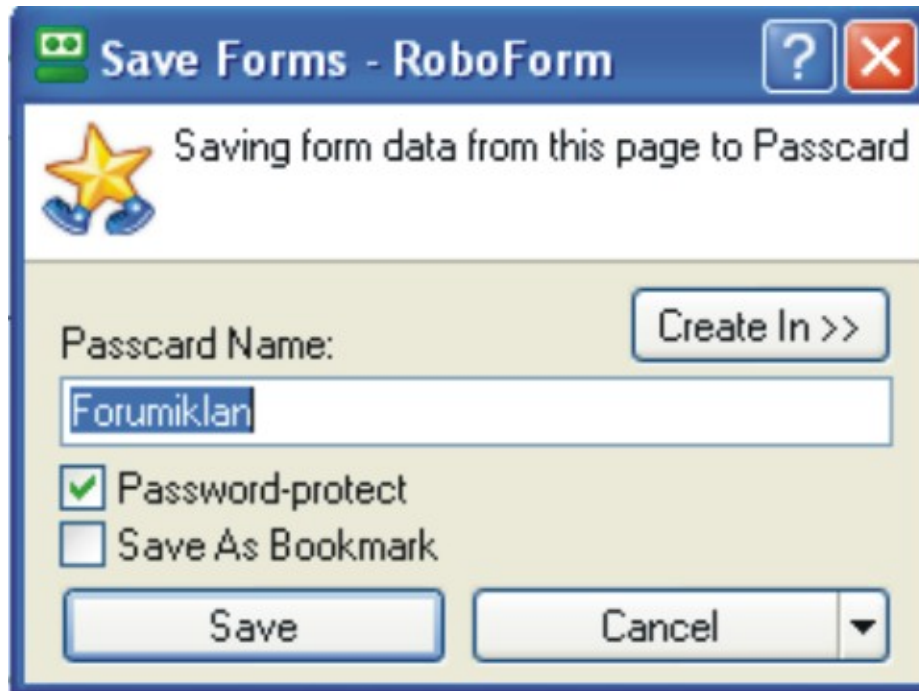 Save Forms - RoboForm
Saving form data from this page to Passcard
Create In >>
Passcard Name:
Forumiklan
Password-protect
Save As Bookmark
Save
Cancel